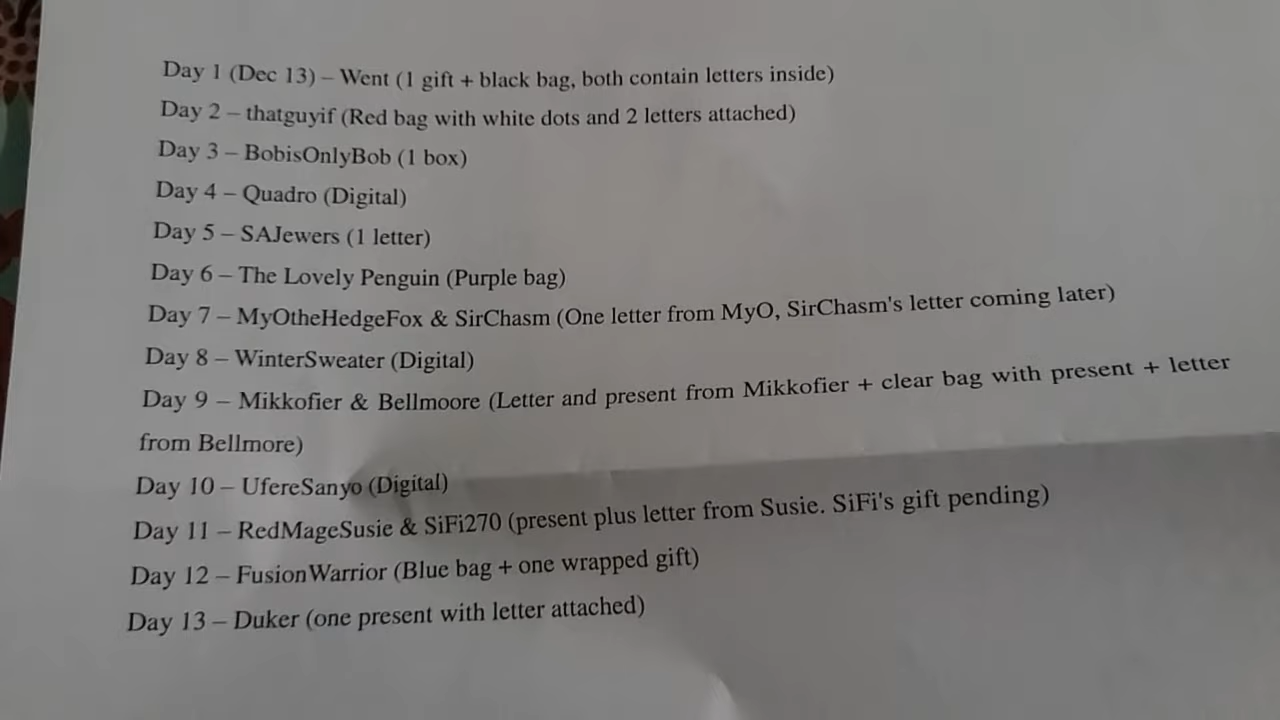 Day 1 (Dec 13) – Went (1 gift + black bag, both contain letters inside)
Day 2 – thatguyif (Red bag with white dots and 2 letters attached)
Day 3 – BobisOnlyBob (1 box)
Day 4 – Quadro (Digital)
Day 5 – SAJewers (1 letter)
Day 6 – The Lovely Penguin (Purple bag)
Day 7 – MyOtheHedgeFox & SirChasm (One letter from MyO, SirChasm's letter coming later)
Day 8 – WinterSweater (Digital)
Day 9 – Mikkofier & Bellmoore (Letter and present from Mikkofier + clear bag with present + letter
from Bellmore)
Day 10 – UfereSanyo (Digital)
Day 11 – RedMageSusie & SiFi270 (present plus letter from Susie. SiFi's gift pending)
Day 12 – FusionWarrior (Blue bag + one wrapped gift)
Day 13 – Duker (one present with letter attached)